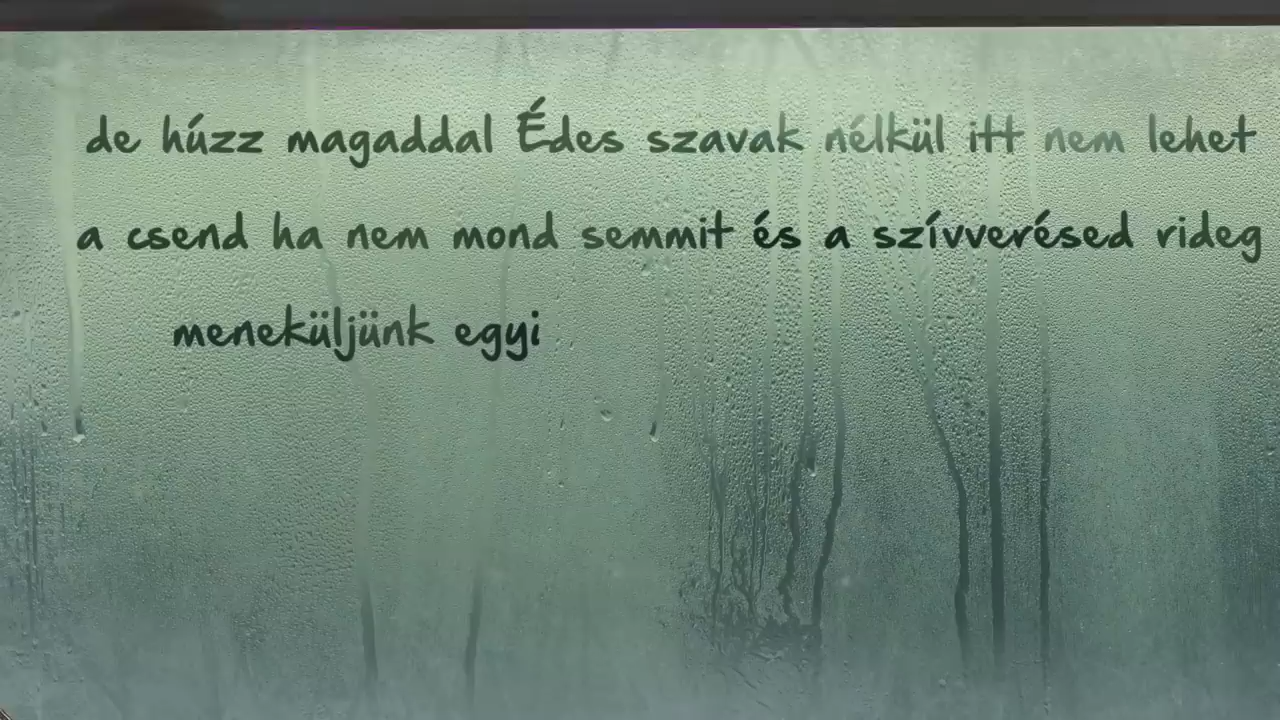 de húzz magaddal Édes szavak nélkül itt nem lehet
a csend ha nem mond semmit és a szívverésed rideg
meneküljünk egyi